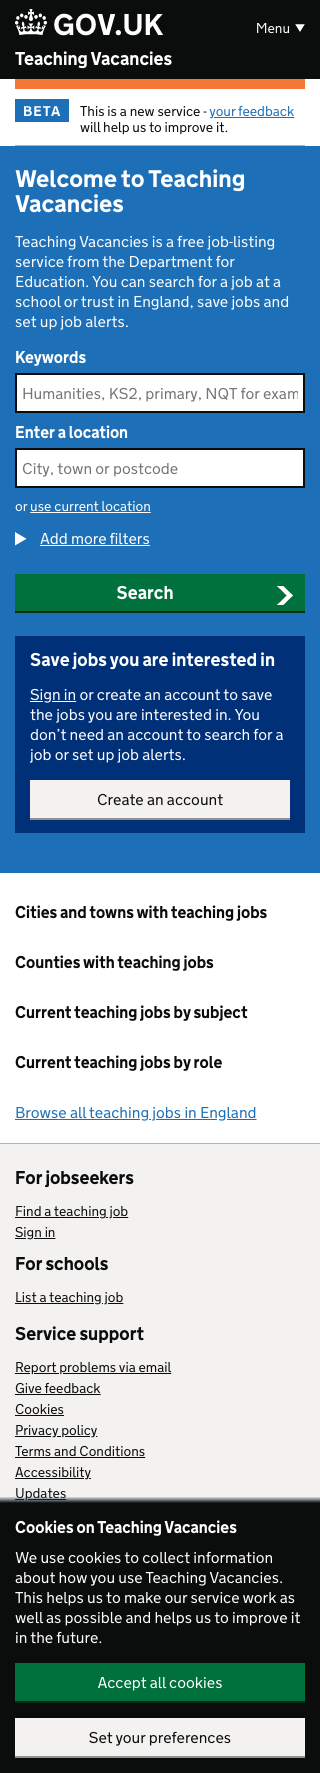 GOV.UK
Menu ▼
Teaching Vacancies
BETA
This is a new service - your feedback
will help us to improve it.
Welcome to Teaching
Vacancies
Teaching Vacancies is a free job-listing
service from the Department for
Education. You can search for a job at a
school or trust in England, save jobs and
set up job alerts.
Keywords
Humanities, KS2, primary, NQT for exam
Enter a location
City, town or postcode
or use current location
Add more filters
Search
Save jobs you are interested in
Sign in or create an account to save
the jobs you are interested in. You
don’t need an account to search for a
job or set up job alerts.
Create an account
Cities and towns with teaching jobs
Counties with teaching jobs
Current teaching jobs by subject
Current teaching jobs by role
Browse all teaching jobs in England
For jobseekers
Find a teaching job
Sign in
For schools
List a teaching job
Service support
Report problems via email
Give feedback
Cookies
Privacy policy
Terms and Conditions
Accessibility
Updates
Cookies on Teaching Vacancies
We use cookies to collect information
about how you use Teaching Vacancies.
This helps us to make our service work as
well as possible and helps us to improve it
in the future.
Accept all cookies
Set your preferences